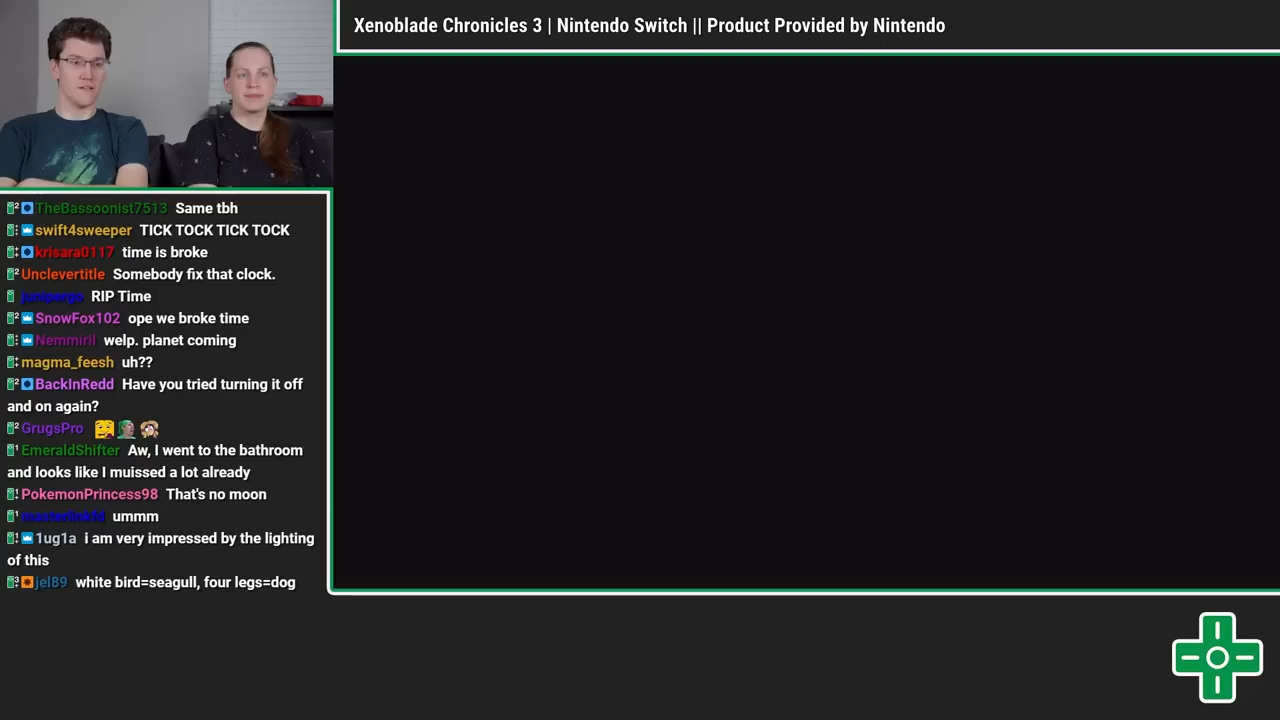 Xenoblade Chronicles 3 | Nintendo Switch || Product Provided by Nintendo
TheBassoonist7513 Same tbh
swift4sweeper TICK TOCK TICK TOCK
krisara0117 time is broke
Unclevertitle Somebody fix that clock.
junipergo RIP Time
SnowFox102 ope we broke time
Nemmiril welp. planet coming
magma_feesh uh??
BackInRedd Have you tried turning it off
and on again?
GrugsPro
EmeraldShifter Aw, I went to the bathroom
and looks like I muissed a lot already
PokemonPrincess98 That's no moon
masterlinkfd ummm
1ug1a i am very impressed by the lighting
of this
jel89 white bird=seagull, four legs=dog